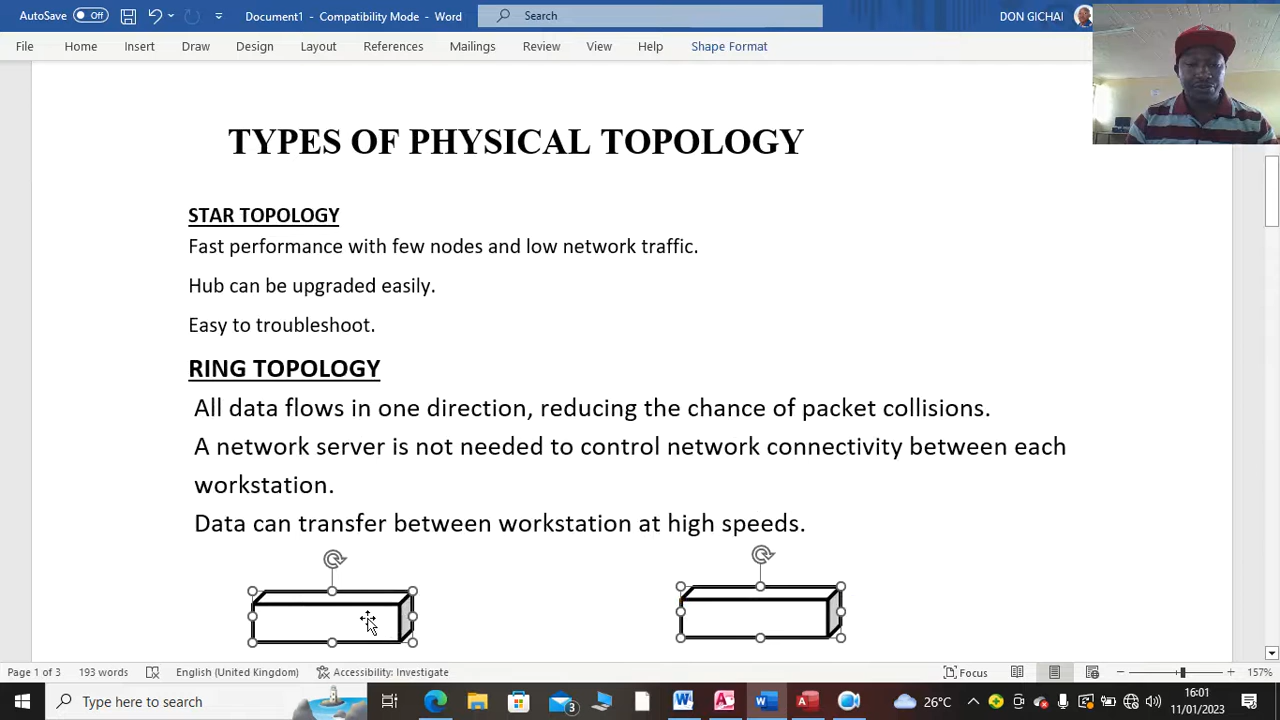 AutoSave Off Document1 - Compatibility Mode - Word Search DON GICHAI
File Home Insert Draw Design Layout References Mailings Review View Help Shape Format
TYPES OF PHYSICAL TOPOLOGY
STAR TOPOLOGY
Fast performance with few nodes and low network traffic.
Hub can be upgraded easily.
Easy to troubleshoot.
RING TOPOLOGY
All data flows in one direction, reducing the chance of packet collisions.
A network server is not needed to control network connectivity between each
workstation.
Data can transfer between workstation at high speeds.
Page 1 of 3 193 words English (United Kingdom) Accessibility: Investigate Focus 157%
Type here to search 3 26°C 16:01
11/01/2023